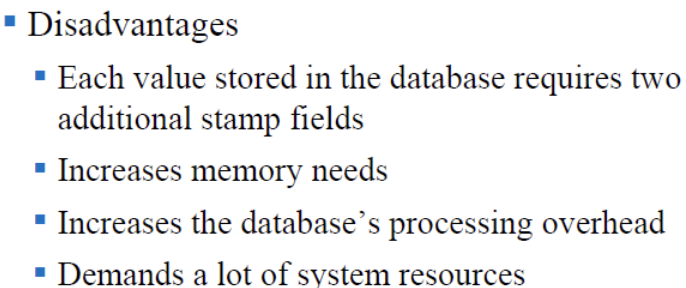 ▪ Disadvantages
▪ Each value stored in the database requires two
additional stamp fields
▪ Increases memory needs
▪ Increases the database’s processing overhead
▪ Demands a lot of system resources